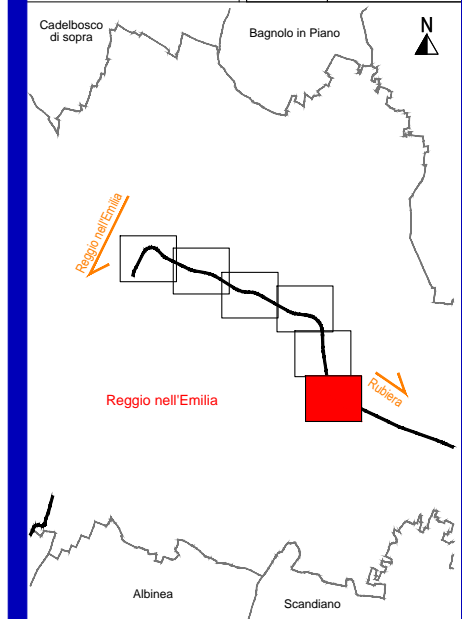 Cadelbosco
di sopra
Bagnolo in Piano
N
Reggio nell'Emilia
Rubiera
Reggio nell'Emilia
Albinea
Scandiano